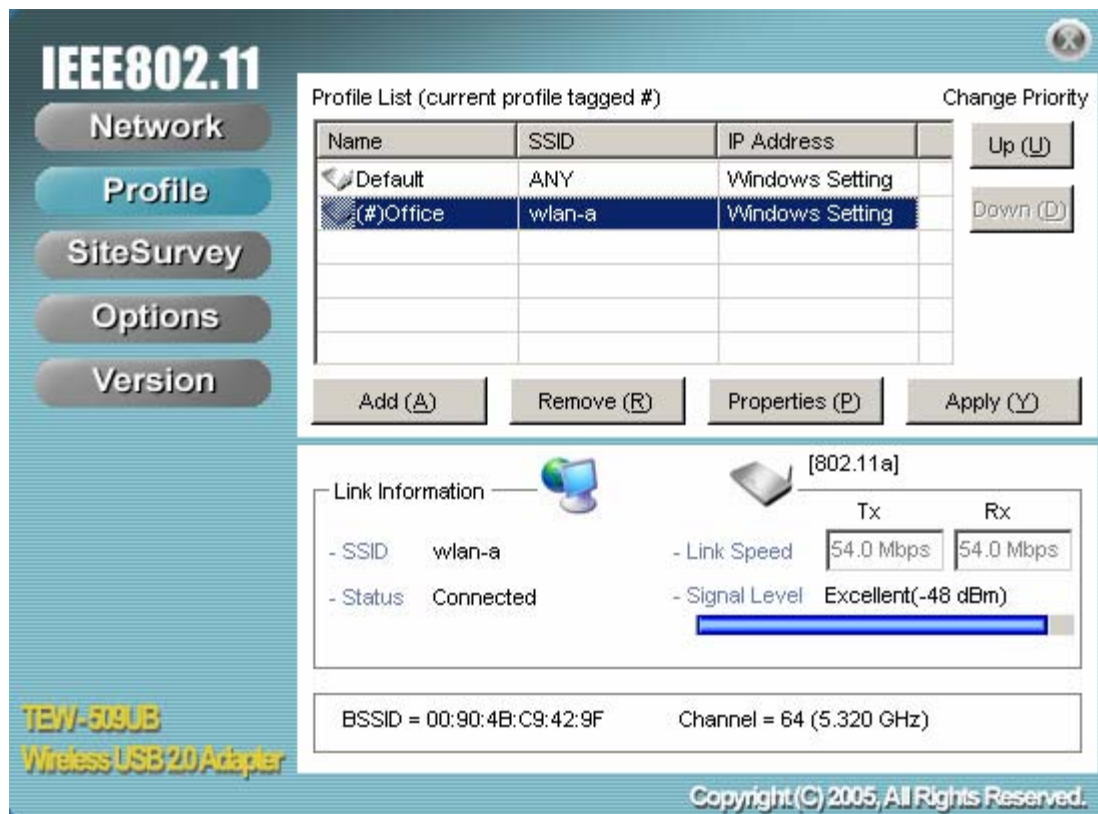 IEEE802.11
Network
Profile
SiteSurvey
Options
Version
Profile List (current profile tagged #)
Change Priority
Name SSID IP Address
Default ANY Windows Setting
(#)Office wlan-a Windows Setting
Up (U)
Down (D)
Add (A) Remove (R) Properties (P) Apply (Y)
Link Information
[802.11a]
Tx Rx
- SSID wlan-a - Link Speed 54.0 Mbps 54.0 Mbps
- Status Connected - Signal Level Excellent(-48 dBm)
BSSID = 00:90:4B:C9:42:9F Channel = 64 (5.320 GHz)
TEW-509UB
Wireless USB 2.0 Adapter
Copyright (C) 2005, All Rights Reserved.